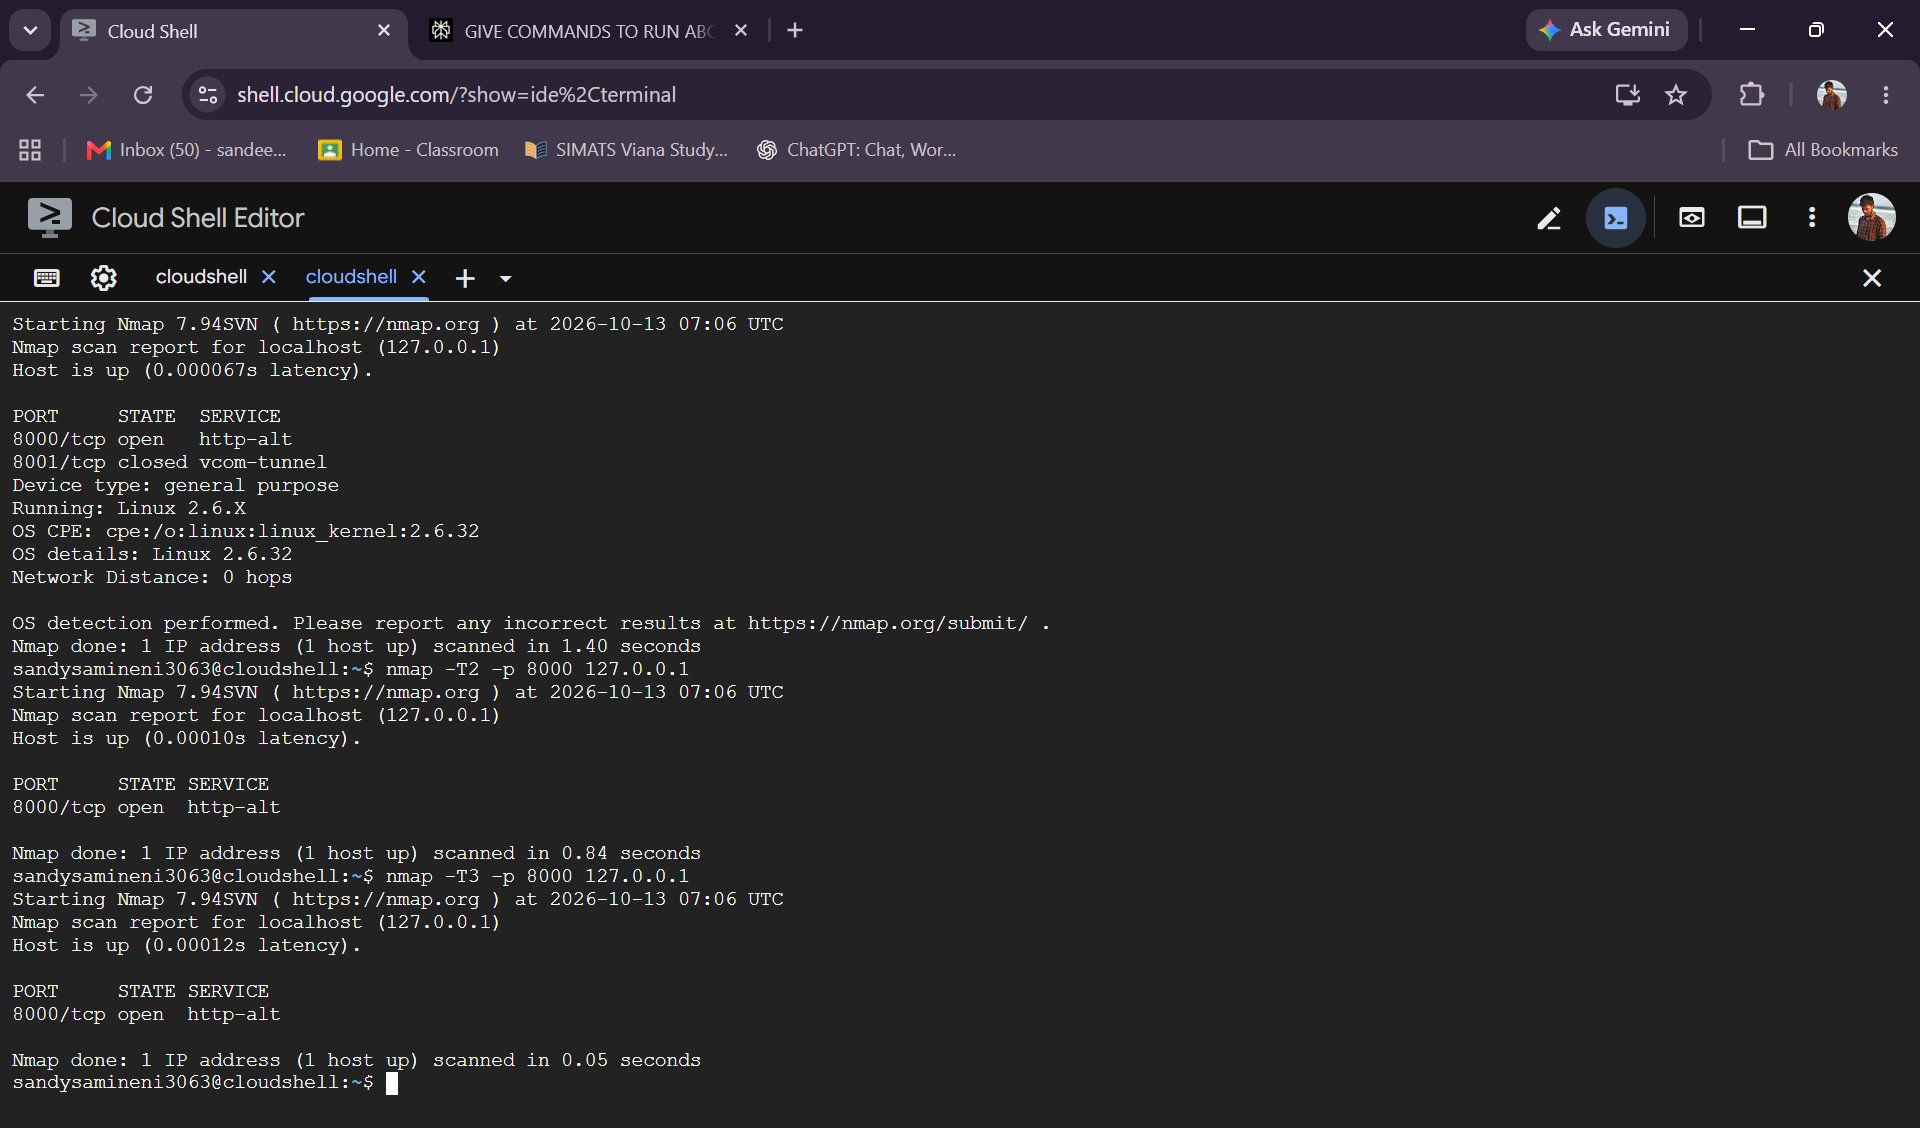 Cloud Shell
GIVE COMMANDS TO RUN ABO
Ask Gemini
shell.cloud.google.com/?show=ide%2Cterminal
Inbox (50) - sandee...
Home - Classroom
SIMATS Viana Study...
ChatGPT: Chat, Wor...
All Bookmarks
Cloud Shell Editor
cloudshell
cloudshell
Starting Nmap 7.94SVN ( https://nmap.org ) at 2026-10-13 07:06 UTC
Nmap scan report for localhost (127.0.0.1)
Host is up (0.000067s latency).
PORT     STATE  SERVICE
8000/tcp open   http-alt
8001/tcp closed vcom-tunnel
Device type: general purpose
Running: Linux 2.6.X
OS CPE: cpe:/o:linux:linux_kernel:2.6.32
OS details: Linux 2.6.32
Network Distance: 0 hops
OS detection performed. Please report any incorrect results at https://nmap.org/submit/ .
Nmap done: 1 IP address (1 host up) scanned in 1.40 seconds
sandysamineni3063@cloudshell:~$ nmap -T2 -p 8000 127.0.0.1
Starting Nmap 7.94SVN ( https://nmap.org ) at 2026-10-13 07:06 UTC
Nmap scan report for localhost (127.0.0.1)
Host is up (0.00010s latency).
PORT     STATE SERVICE
8000/tcp open  http-alt
Nmap done: 1 IP address (1 host up) scanned in 0.84 seconds
sandysamineni3063@cloudshell:~$ nmap -T3 -p 8000 127.0.0.1
Starting Nmap 7.94SVN ( https://nmap.org ) at 2026-10-13 07:06 UTC
Nmap scan report for localhost (127.0.0.1)
Host is up (0.00012s latency).
PORT     STATE SERVICE
8000/tcp open  http-alt
Nmap done: 1 IP address (1 host up) scanned in 0.05 seconds
sandysamineni3063@cloudshell:~$